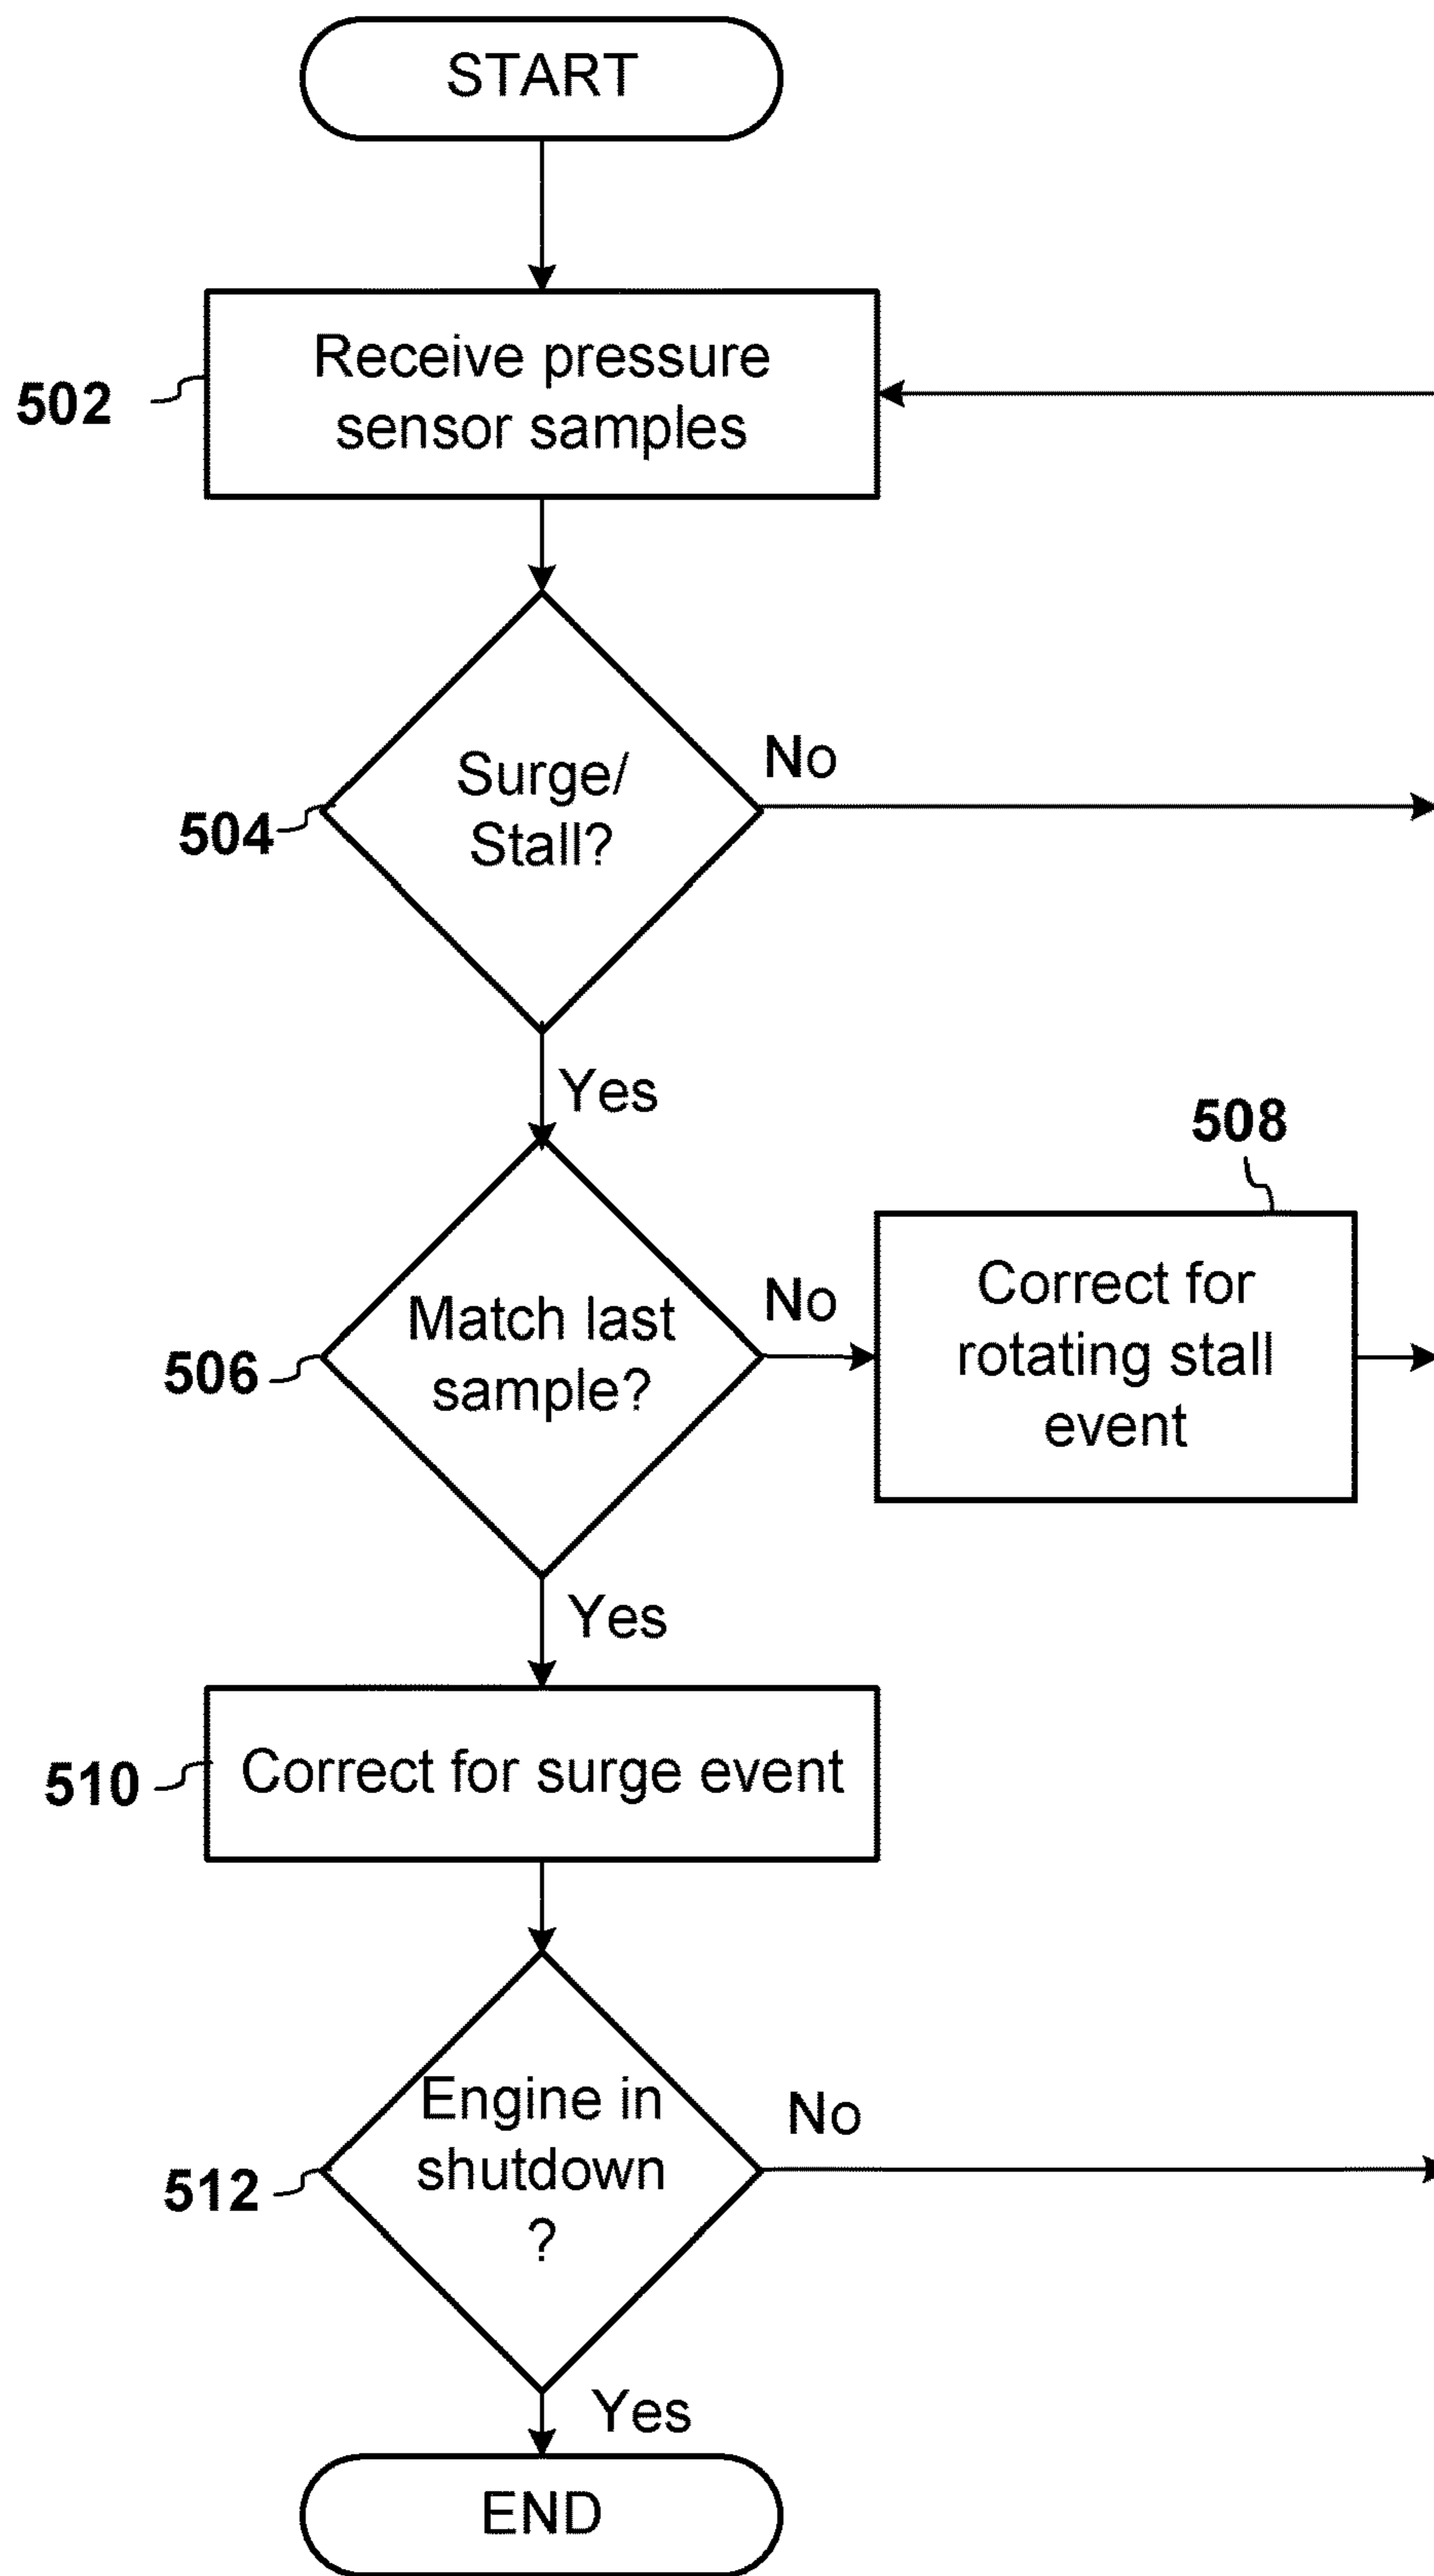 START
Receive pressure
sensor samples
502
Surge/
Stall?
No
504
Yes
508
Match last
sample?
No
Correct for
rotating stall
event
506
Yes
Correct for surge event
510
Engine in
shutdown
?
No
512
Yes
END